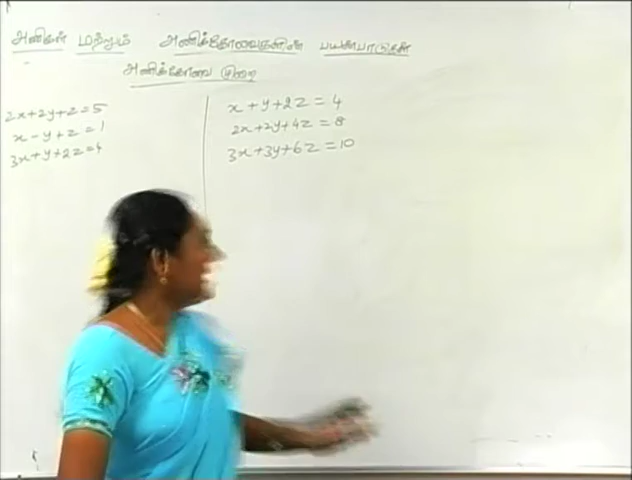 அணிகள் மற்றும் அணிக்கோவைகளின் பயன்பாடுகள்
அணிக்கோவை முறை
2x+2y+z=5
x-y+z=1
3x+y+2z=4
x+y+2z=4
2x+2y+4z=8
3x+3y+6z=10